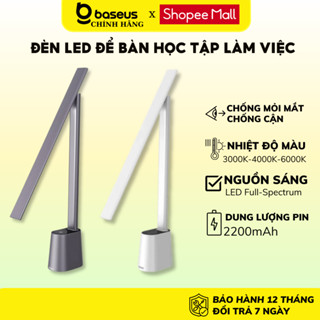 baseus
CHÍNH HÃNG
x
Shopee Mall
ĐÈN LED ĐỂ BÀN HỌC TẬP LÀM VIỆC
CHỐNG MỎI MẮT
CHỐNG CẬN
NHIỆT ĐỘ MÀU
3000K-4000K-6000K
NGUỒN SÁNG
LED Full-Spectrum
DUNG LƯỢNG PIN
2200mAh
BẢO HÀNH 12 THÁNG
ĐỔI TRẢ 7 NGÀY